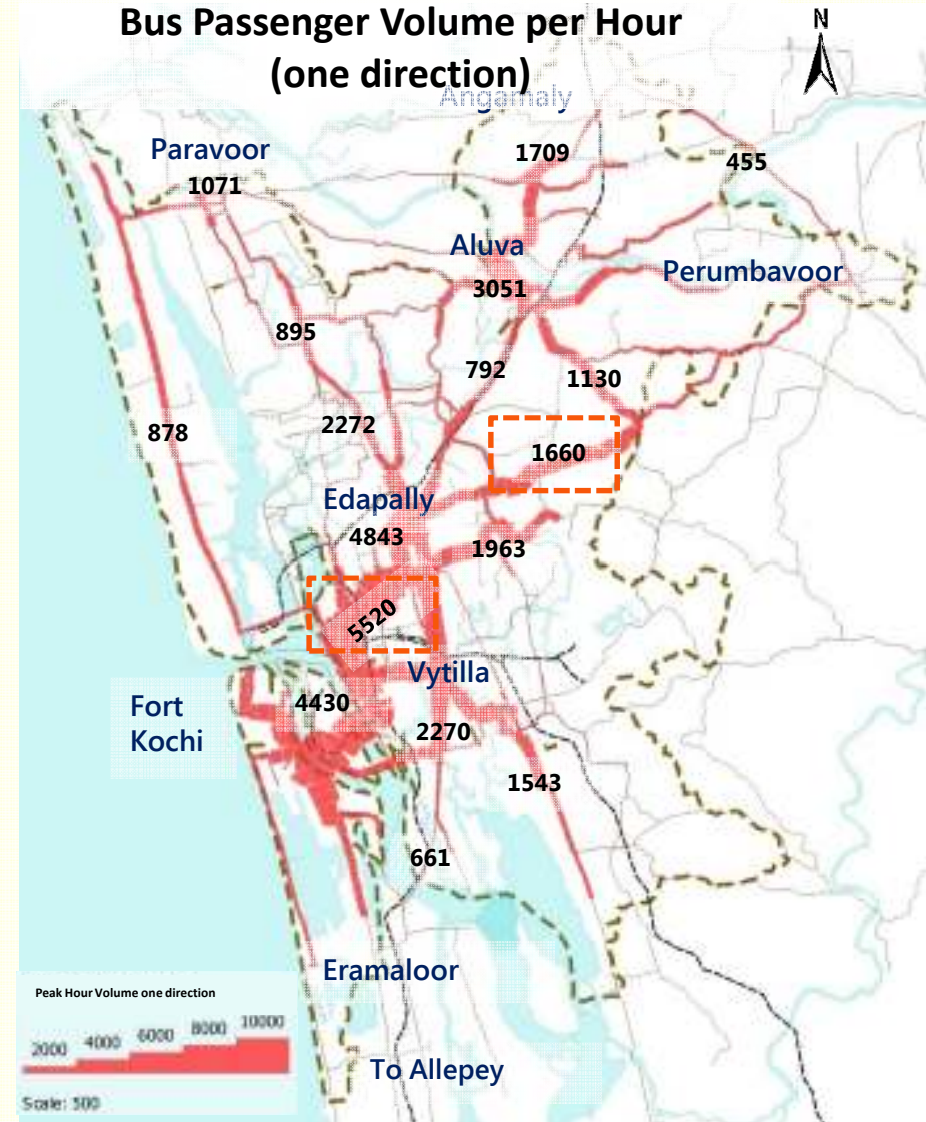 Bus Passenger Volume per Hour
(one direction)
N
Angamaly
Paravoor
1709
455
1071
Aluva
Perumbavoor
3051
895
792
1130
2272
878
1660
Edapally
4843
1963
5520
Vytilla
4430
Fort
Kochi
2270
1543
661
Eramaloor
Peak Hour Volume one direction
2000 4000 6000 8000 10000
To Allepey
Scale: 500